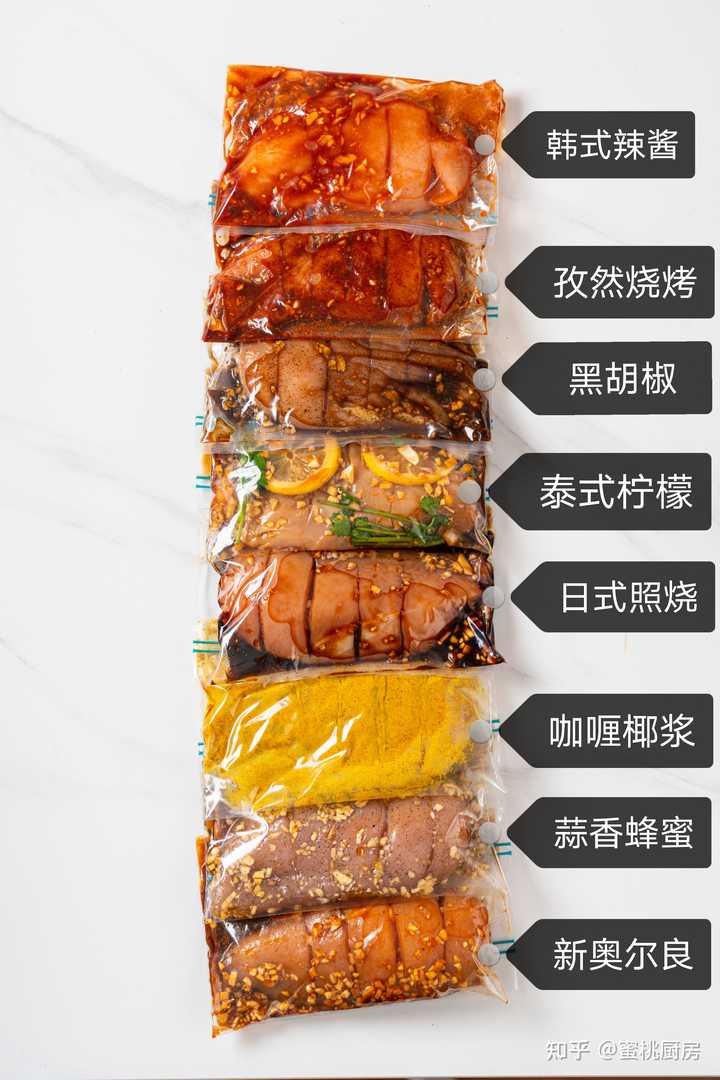 韩式辣酱
孜然烧烤
黑胡椒
泰式柠檬
日式照烧
咖喱椰浆
蒜香蜂蜜
新奥尔良
知乎 @蜜桃厨房